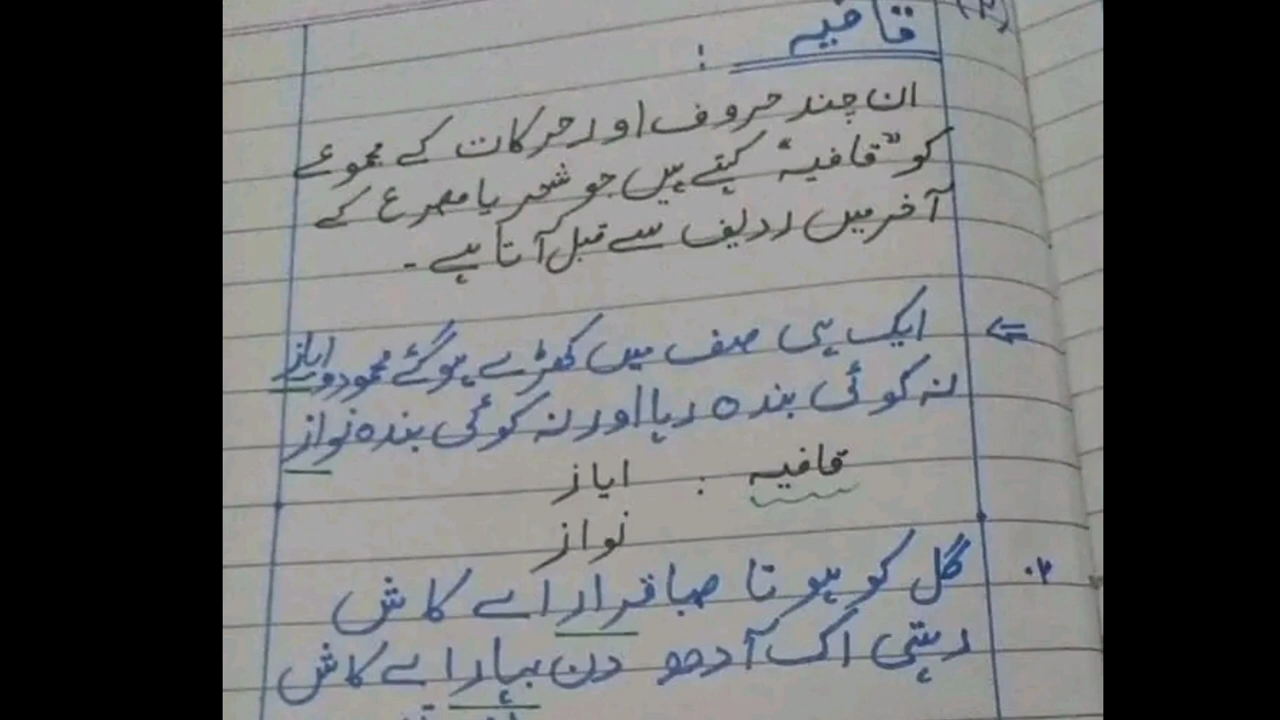 (۲)
قافیہ :
ان چند حروف اور حرکات کے مجموعے
کو "قافیہ" کہتے ہیں جو شعر یا مصرع کے
آخر میں ردیف سے قبل آتا ہے۔
⇐ ایک ہی صف میں کھڑے ہو گئے محمود و ایاز
نہ کوئی بندہ رہا اور نہ کوئی بندہ نواز
قافیہ : ایاز
نواز
۲. گل کو ہوتا صبا قرار اے کاش
رہتی اک آدھ دن بہار اے کاش